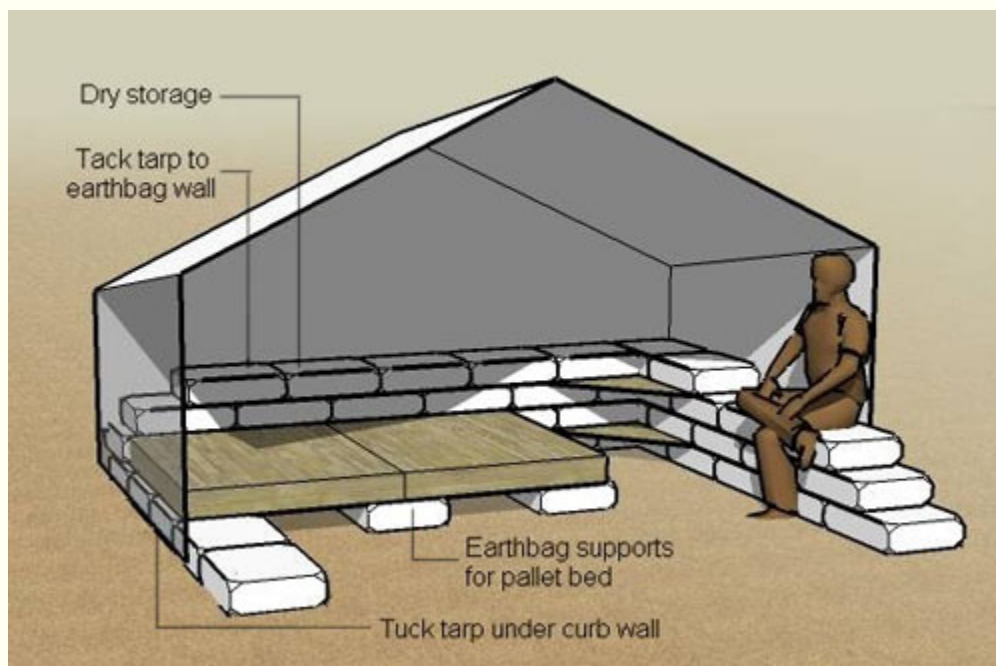 Dry storage
Tack tarp to
earthbag wall
Earthbag supports
for pallet bed
Tuck tarp under curb wall